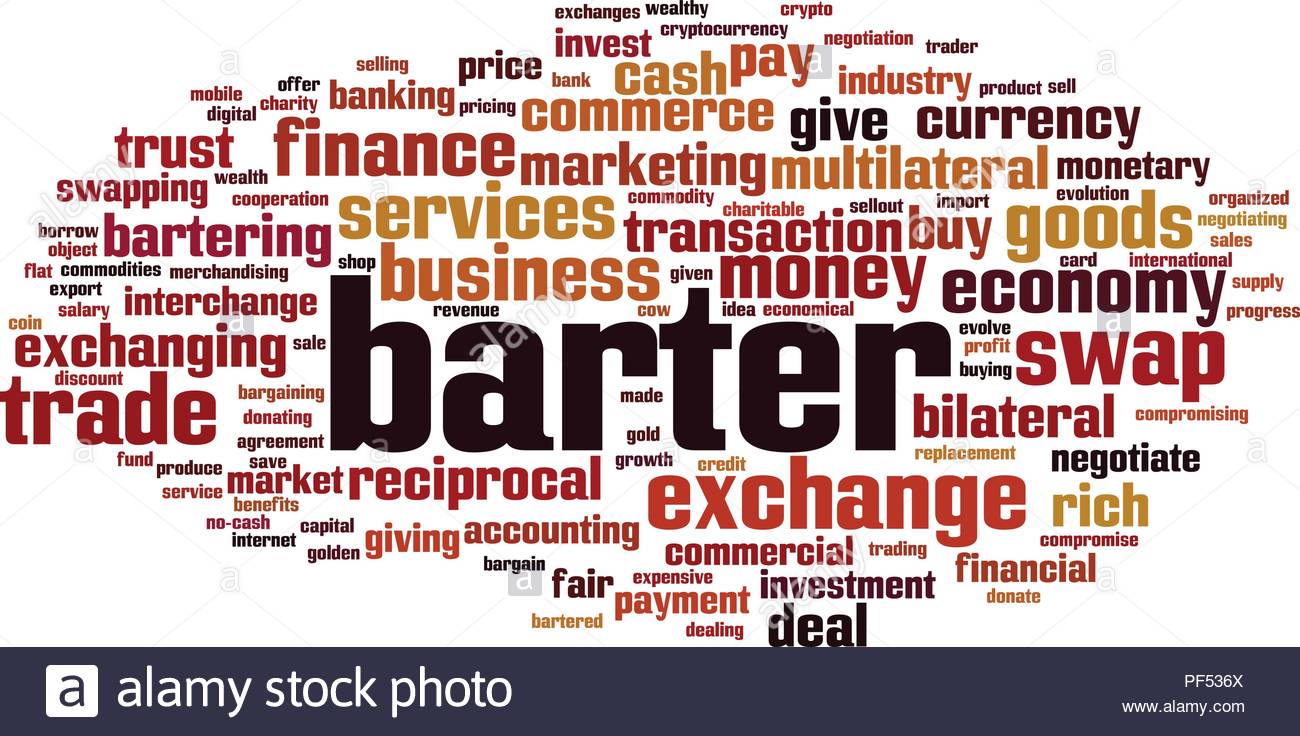 exchanges wealthy crypto
invest cryptocurrency negotiation trader
selling price bank cash pay industry product sell
mobile offer banking pricing commerce give currency
digital charity
trust finance marketing multilateral monetary
swapping wealth cooperation services commodity charitable sellout import evolution organized
borrow bartering transaction buy goods negotiating
object sales
flat commodities merchandising shop business given money card international
export economy supply
salary interchange revenue cow idea economical progress
coin exchanging sale barter evolve swap
profit
discount buying
trade bargaining made bilateral compromising
donating
agreement gold replacement negotiate
fund produce save market reciprocal growth credit exchange rich
service benefits
no-cash capital giving accounting compromise
internet golden commercial trading financial
bargain fair expensive investment donate
bartered payment dealing deal
a alamy stock photo
PF536X
www.alamy.com